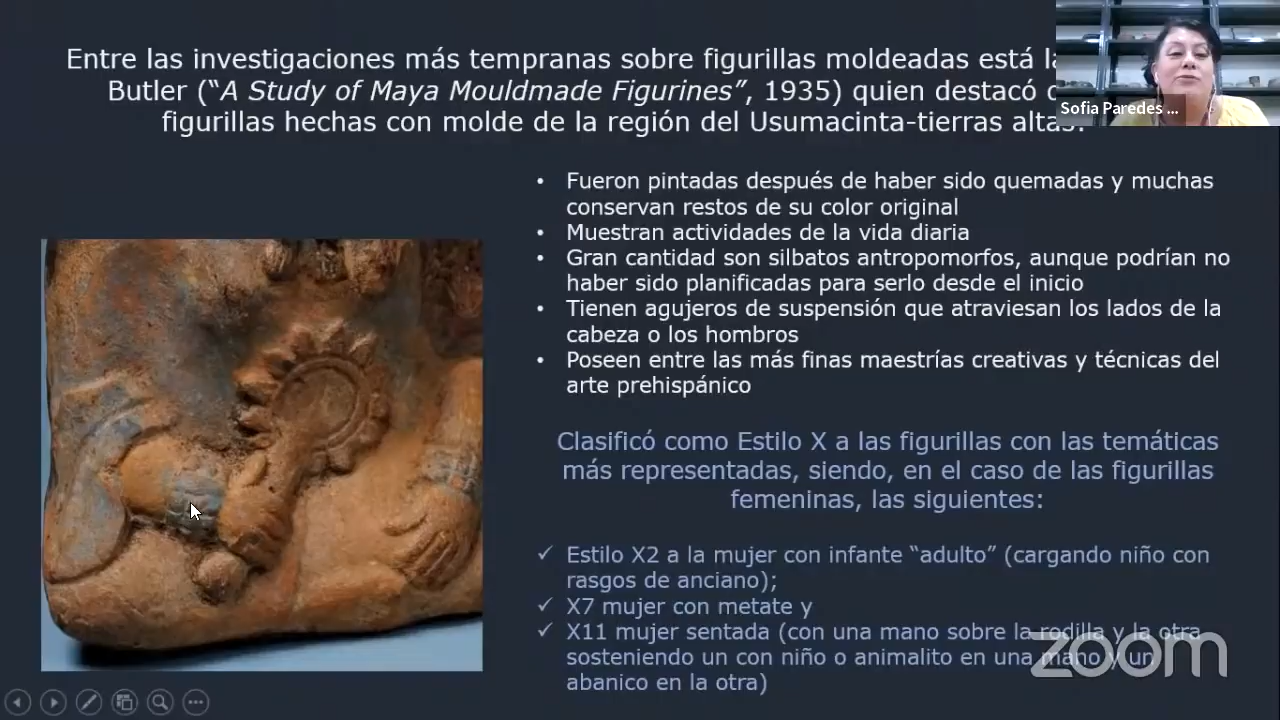 Entre las investigaciones más tempranas sobre figurillas moldeadas está
Butler (“A Study of Maya Mouldmade Figurines”, 1935) quien destacó
figurillas hechas con molde de la región del Usumacinta-tierras altas:
Sofia Paredes ...
• Fueron pintadas después de haber sido quemadas y muchas
conservan restos de su color original
• Muestran actividades de la vida diaria
• Gran cantidad son silbatos antropomorfos, aunque podrían no
haber sido planificadas para serlo desde el inicio
• Tienen agujeros de suspensión que atraviesan los lados de la
cabeza o los hombros
• Poseen entre las más finas maestrías creativas y técnicas del
arte prehispánico
Clasificó como Estilo X a las figurillas con las temáticas
más representadas, siendo, en el caso de las figurillas
femeninas, las siguientes:
✓ Estilo X2 a la mujer con infante “adulto” (cargando niño con
rasgos de anciano);
✓ X7 mujer con metate y
✓ X11 mujer sentada (con una mano sobre la rodilla y la otra
sosteniendo un con niño o animalito en una mano y un
abanico en la otra)
zoom